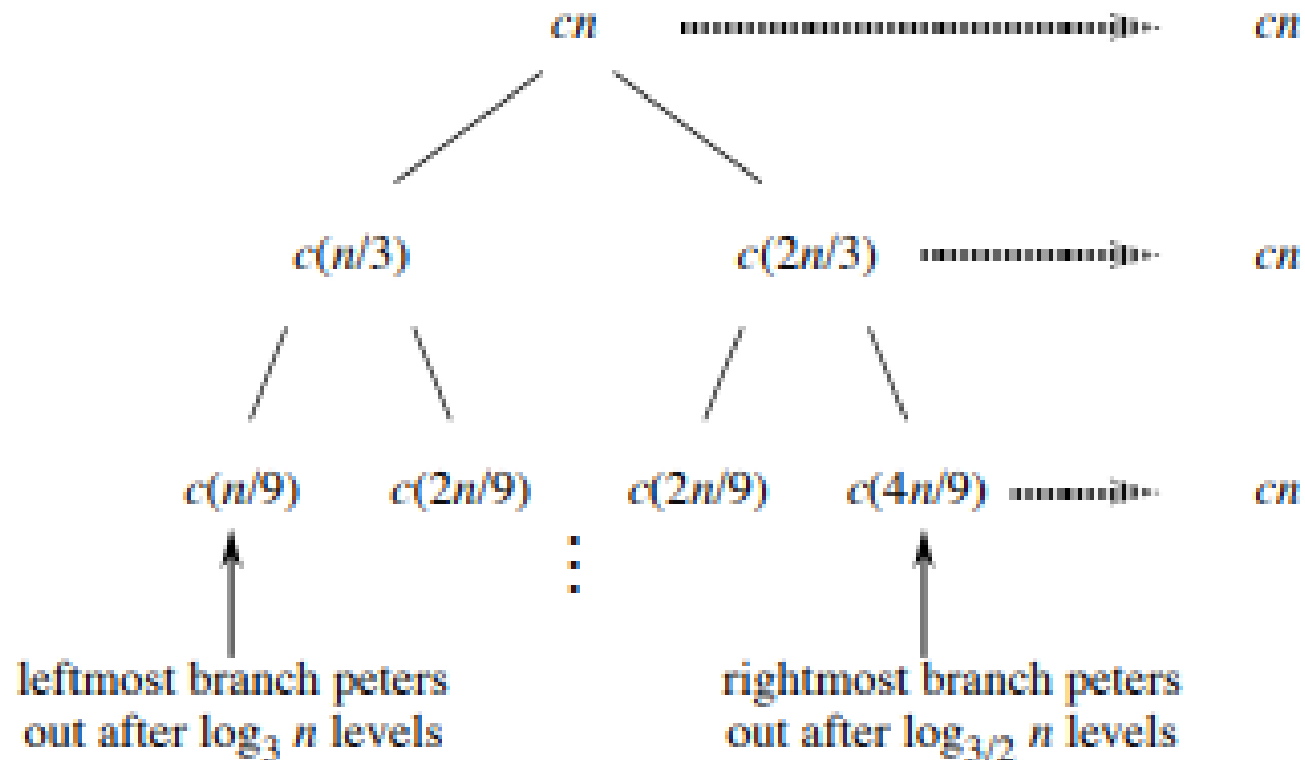 cn cn
c(n/3) c(2n/3) cn
c(n/9) c(2n/9) c(2n/9) c(4n/9) cn
leftmost branch peters
out after log₃ n levels
rightmost branch peters
out after log₃/₂ n levels